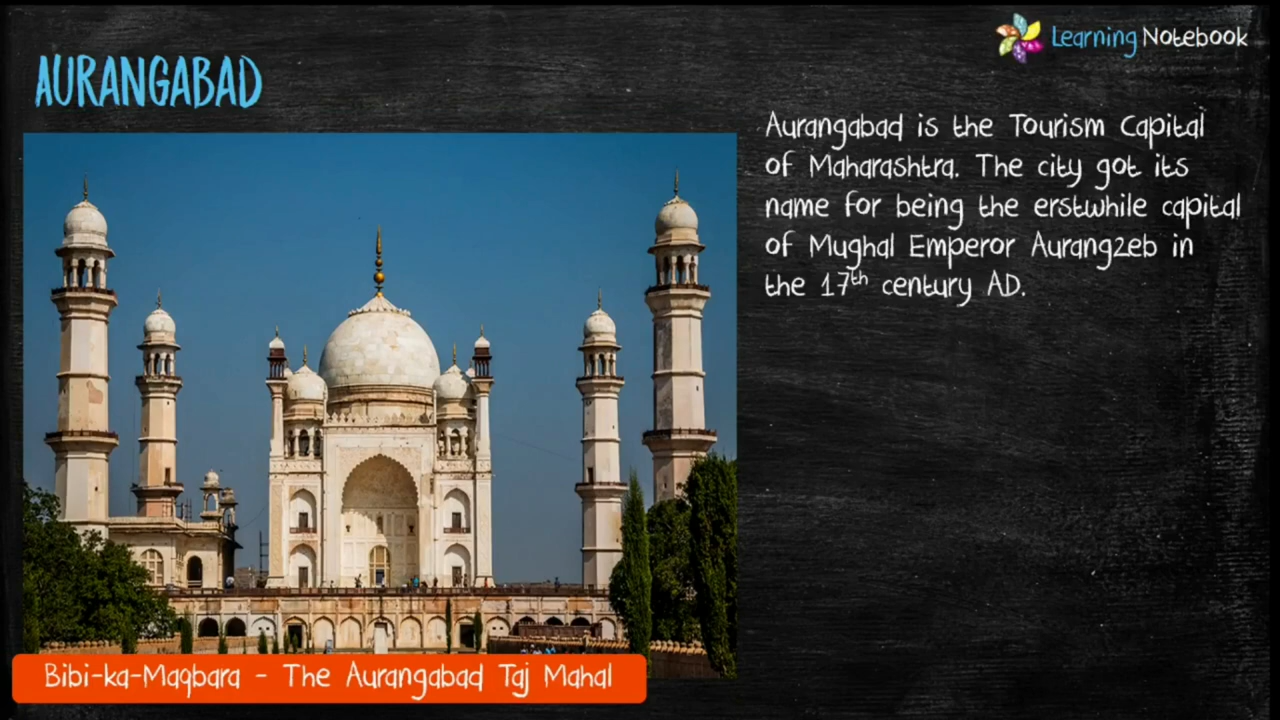 Learning Notebook
AURANGABAD
Aurangabad is the Tourism Capital
of Maharashtra. The city got its
name for being the erstwhile capital
of Mughal Emperor Aurangzeb in
the 17th century AD.
Bibi-ka-Maqbara - The Aurangabad Taj Mahal